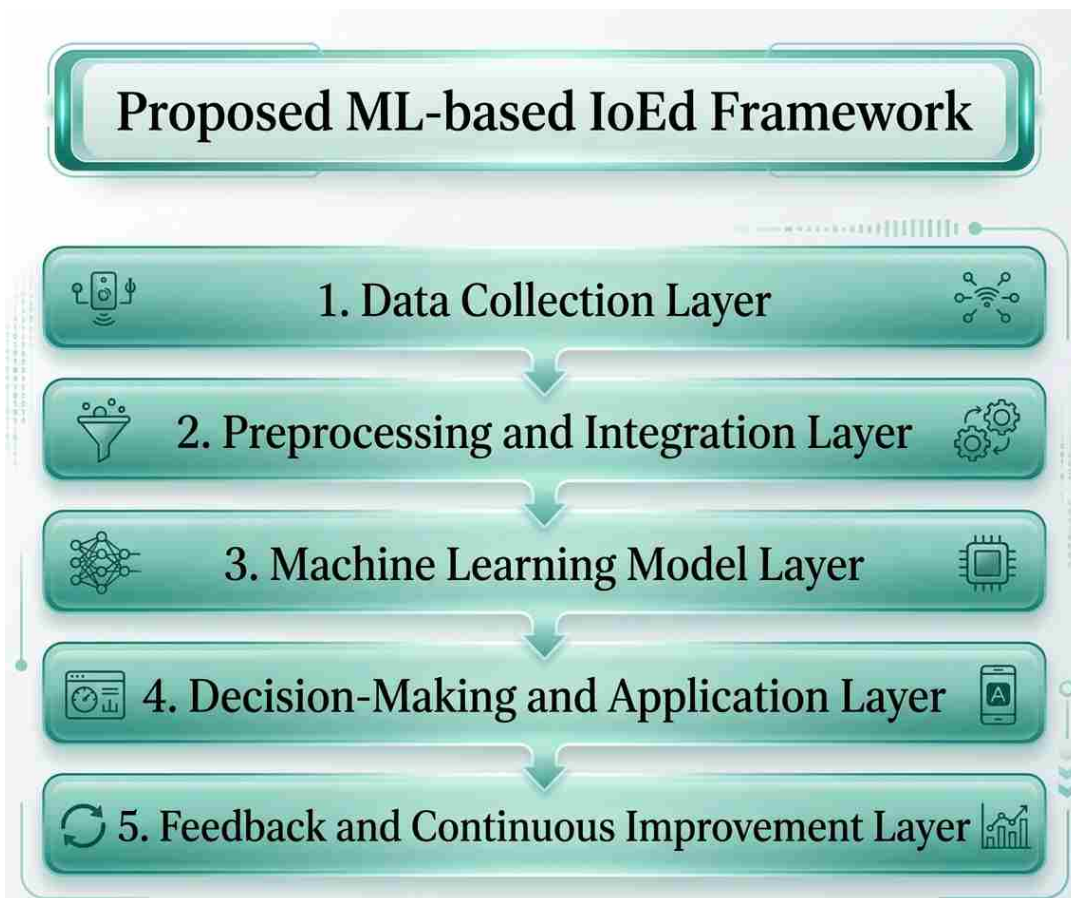 Proposed ML-based IoEd Framework
1. Data Collection Layer
2. Preprocessing and Integration Layer
3. Machine Learning Model Layer
4. Decision-Making and Application Layer
A
5. Feedback and Continuous Improvement Layer